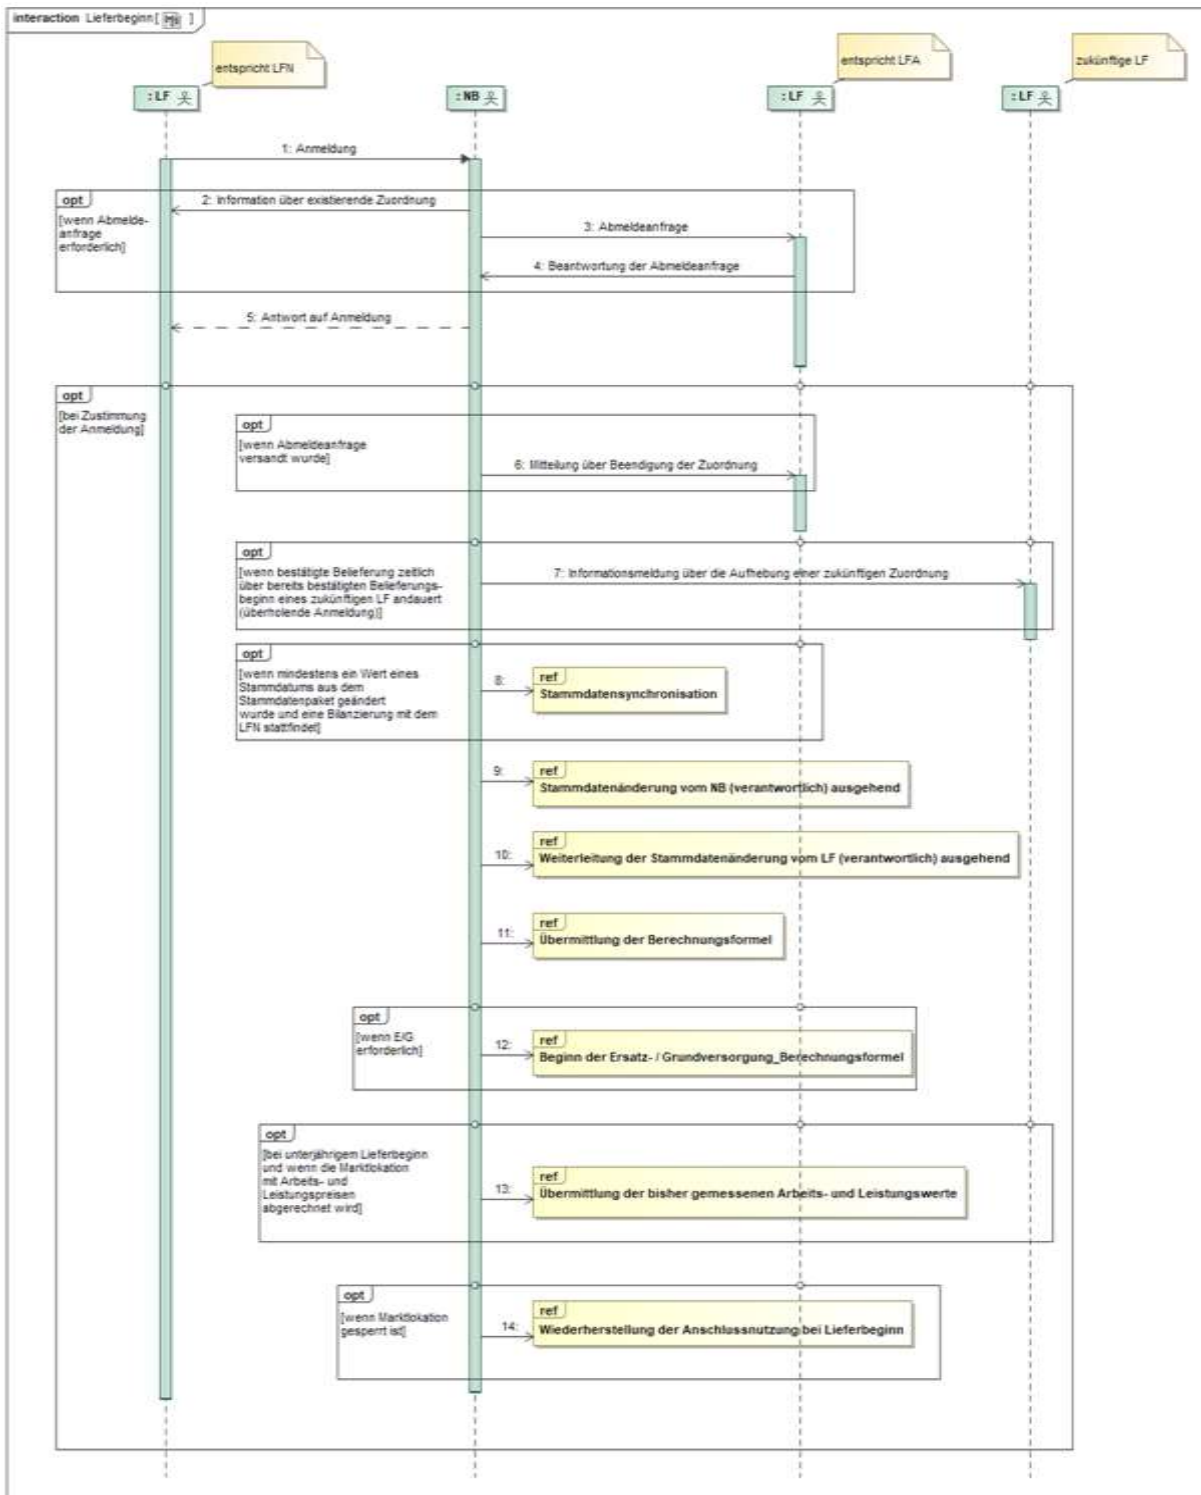 interaction Lieferbeginn[ ]
entspricht LFN
entspricht LFA
zukünftige LF
: LF
: NB
: LF
: LF
1: Anmeldung
opt
[wenn Abmelde-
anfrage
erforderlich]
2: Information über existierende Zuordnung
3: Abmeldeanfrage
4: Beantwortung der Abmeldeanfrage
5: Antwort auf Anmeldung
opt
[bei Zustimmung
der Anmeldung]
opt
[wenn Abmeldeanfrage
versandt wurde]
6: Mitteilung über Beendigung der Zuordnung
opt
[wenn bestätigte Belieferung zeitlich
über bereits bestätigten Belieferungs-
beginn eines zukünftigen LF andauert
(überholende Anmeldung)]
7: Informationsmeldung über die Aufhebung einer zukünftigen Zuordnung
opt
[wenn mindestens ein Wert eines
Stammdatums aus dem
Stammdatenpaket geändert
wurde und eine Bilanzierung mit dem
LFN stattfindet]
8:
ref
Stammdatensynchronisation
9:
ref
Stammdatenänderung vom NB (verantwortlich) ausgehend
10:
ref
Weiterleitung der Stammdatenänderung vom LF (verantwortlich) ausgehend
11:
ref
Übermittlung der Berechnungsformel
opt
[wenn E/G
erforderlich]
12:
ref
Beginn der Ersatz- / Grundversorgung_Berechnungsformel
opt
[bei unterjährigem Lieferbeginn
und wenn die Marktlokation
mit Arbeits- und
Leistungspreisen
abgerechnet wird]
13:
ref
Übermittlung der bisher gemessenen Arbeits- und Leistungswerte
opt
[wenn Marktlokation
gesperrt ist]
14:
ref
Wiederherstellung der Anschlussnutzung bei Lieferbeginn